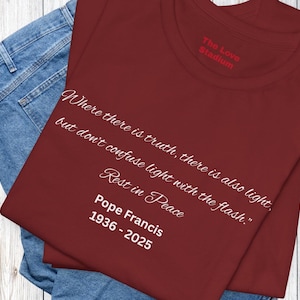 The Love
Stadium
"Where there is truth, there is also light,
but don't confuse light with the flash."
Rest in Peace
Pope Francis
1936 - 2025